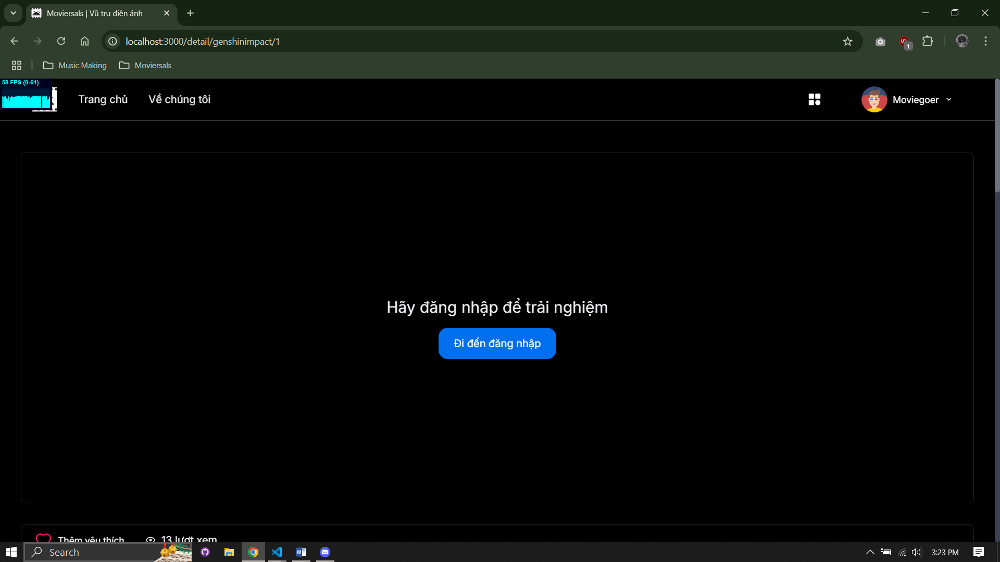 Moviersals | Vũ trụ điện ảnh
localhost:3000/detail/genshinimpact/1
1
Music Making
Moviersals
58 FPS (0-61)
Trang chủ
Về chúng tôi
Moviegoer
Hãy đăng nhập để trải nghiệm
Đi đến đăng nhập
Thêm yêu thích
13 lượt xem
Search
3:23 PM